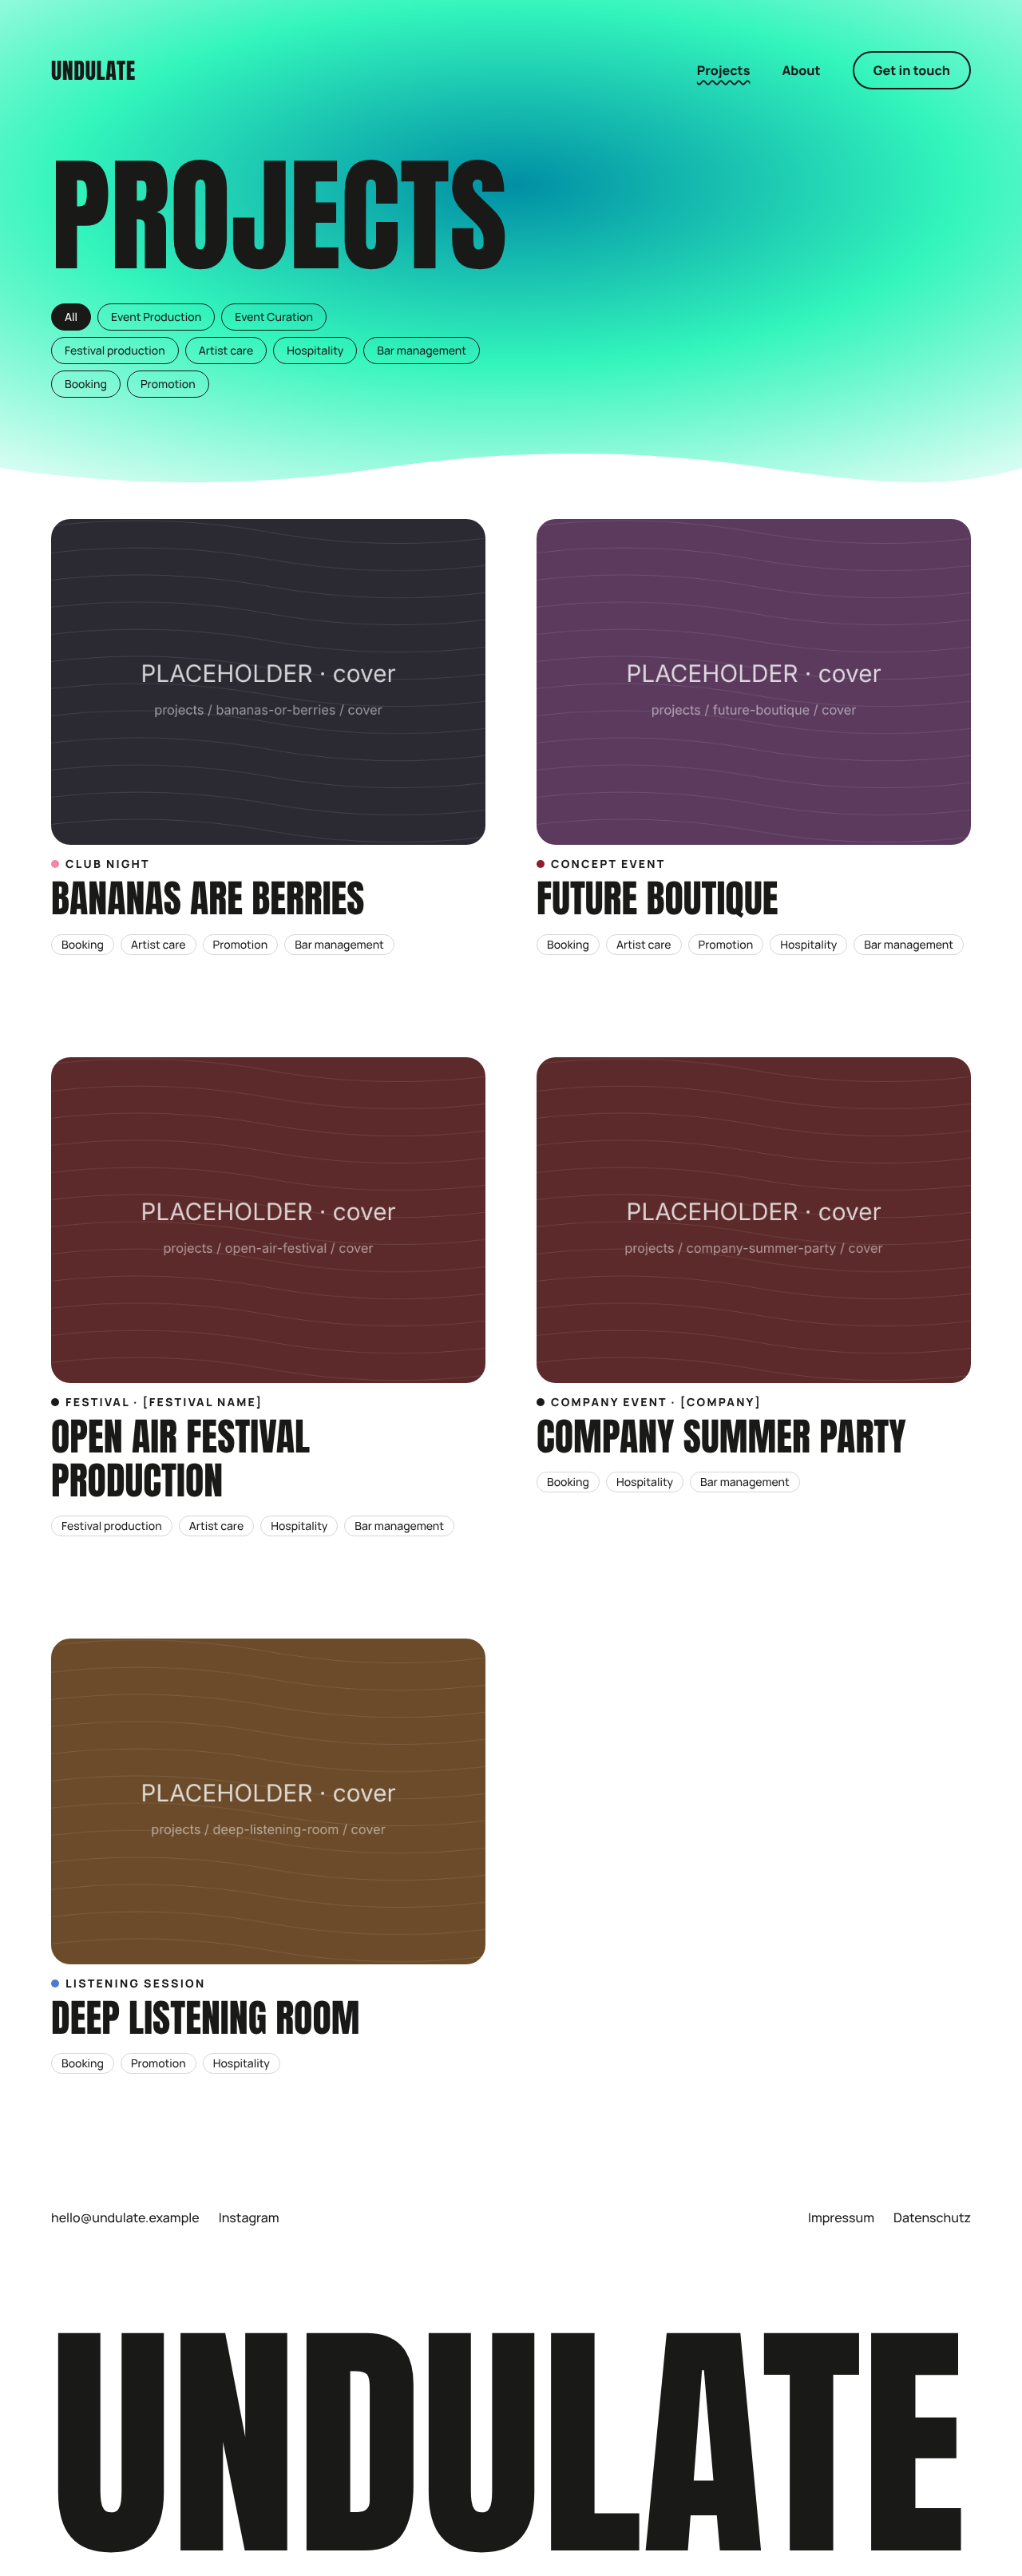 UNDULATE
Projects
About
Get in touch
PROJECTS
All
Event Production
Event Curation
Festival production
Artist care
Hospitality
Bar management
Booking
Promotion
PLACEHOLDER · cover
projects / bananas-or-berries / cover
CLUB NIGHT
BANANAS ARE BERRIES
Booking
Artist care
Promotion
Bar management
PLACEHOLDER · cover
projects / future-boutique / cover
CONCEPT EVENT
FUTURE BOUTIQUE
Booking
Artist care
Promotion
Hospitality
Bar management
PLACEHOLDER · cover
projects / open-air-festival / cover
FESTIVAL · [FESTIVAL NAME]
OPEN AIR FESTIVAL
PRODUCTION
Festival production
Artist care
Hospitality
Bar management
PLACEHOLDER · cover
projects / company-summer-party / cover
COMPANY EVENT · [COMPANY]
COMPANY SUMMER PARTY
Booking
Hospitality
Bar management
PLACEHOLDER · cover
projects / deep-listening-room / cover
LISTENING SESSION
DEEP LISTENING ROOM
Booking
Promotion
Hospitality
hello@undulate.example
Instagram
Impressum
Datenschutz
UNDULATE